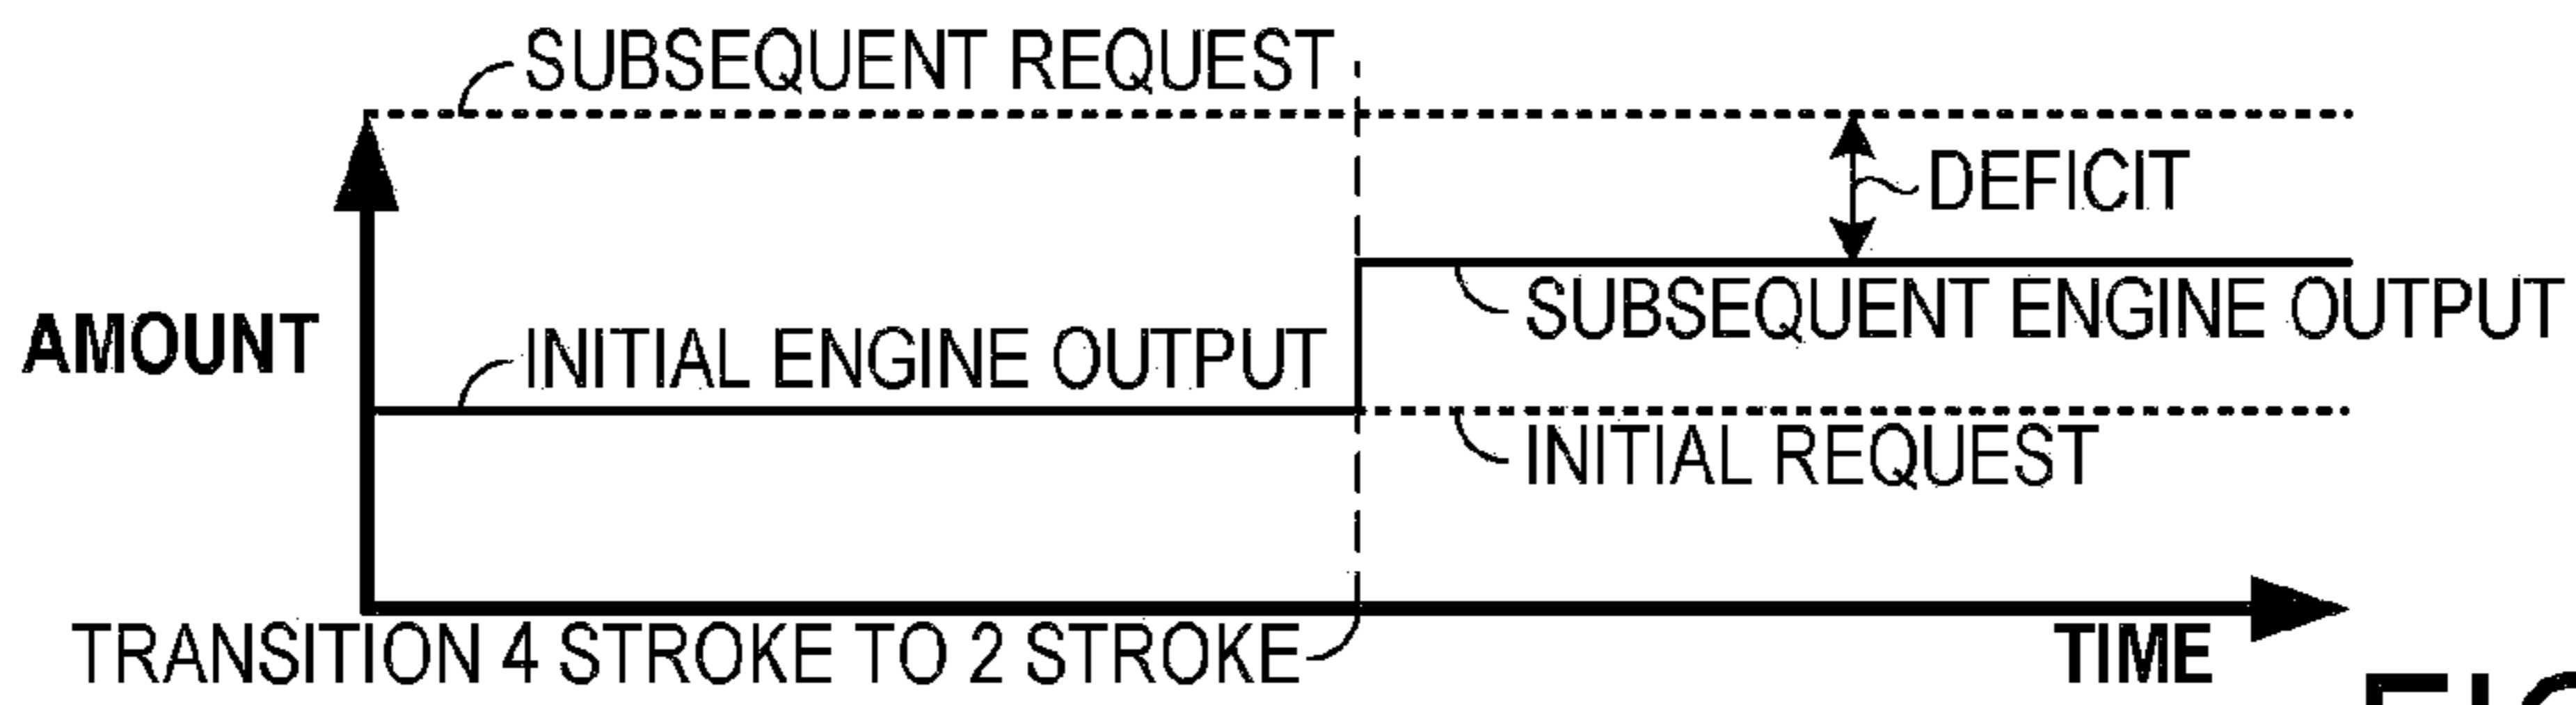 SUBSEQUENT REQUEST
DEFICIT
SUBSEQUENT ENGINE OUTPUT
AMOUNT
INITIAL ENGINE OUTPUT
INITIAL REQUEST
TRANSITION 4 STROKE TO 2 STROKE
TIME